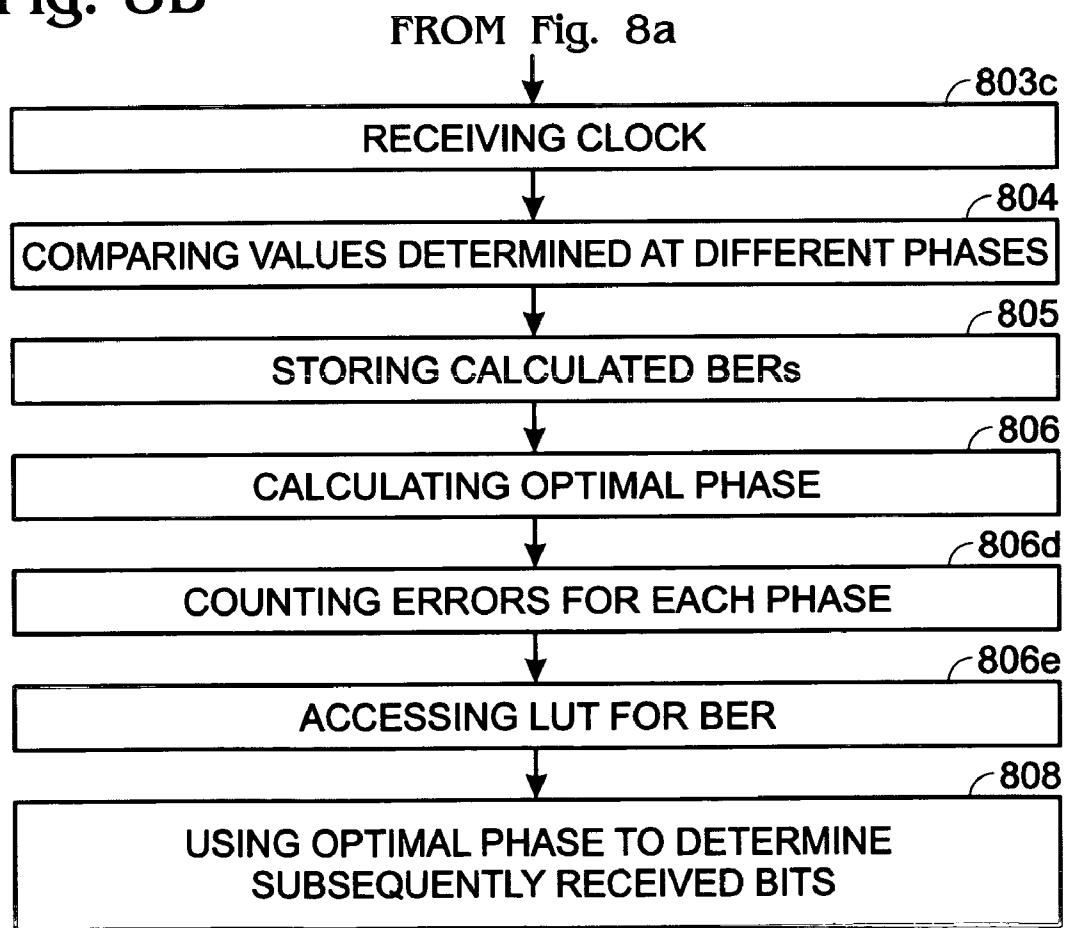 Fig. 8b
FROM Fig. 8a
803c
RECEIVING CLOCK
804
COMPARING VALUES DETERMINED AT DIFFERENT PHASES
805
STORING CALCULATED BERs
806
CALCULATING OPTIMAL PHASE
806d
COUNTING ERRORS FOR EACH PHASE
806e
ACCESSING LUT FOR BER
808
USING OPTIMAL PHASE TO DETERMINE
SUBSEQUENTLY RECEIVED BITS